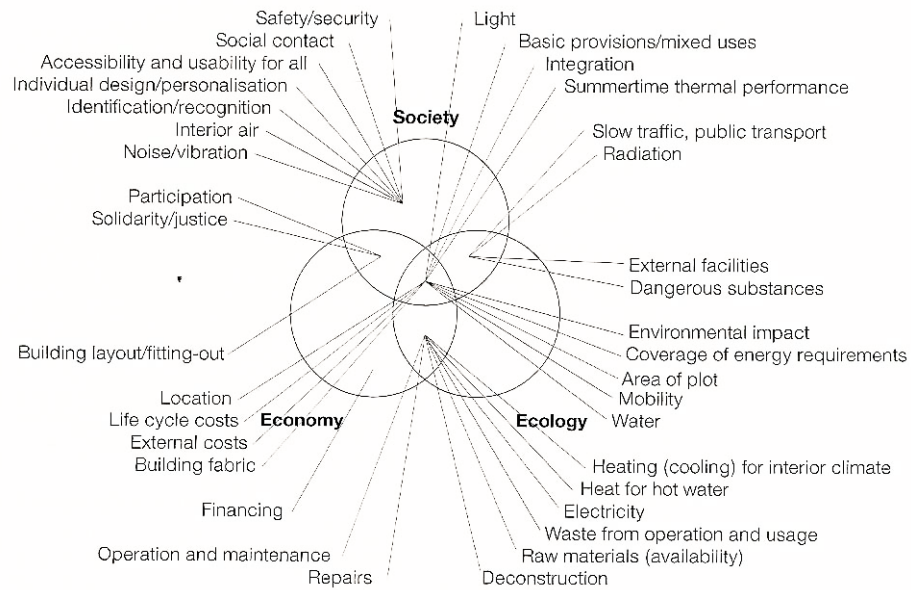 Safety/security
Social contact
Accessibility and usability for all
Individual design/personalisation
Identification/recognition
Interior air
Noise/vibration
Participation
Solidarity/justice
Building layout/fitting-out
Location
Life cycle costs
External costs
Building fabric
Financing
Operation and maintenance
Repairs
Society
Economy
Ecology
Light
Basic provisions/mixed uses
Integration
Summertime thermal performance
Slow traffic, public transport
Radiation
External facilities
Dangerous substances
Environmental impact
Coverage of energy requirements
Area of plot
Mobility
Water
Heating (cooling) for interior climate
Heat for hot water
Electricity
Waste from operation and usage
Raw materials (availability)
Deconstruction